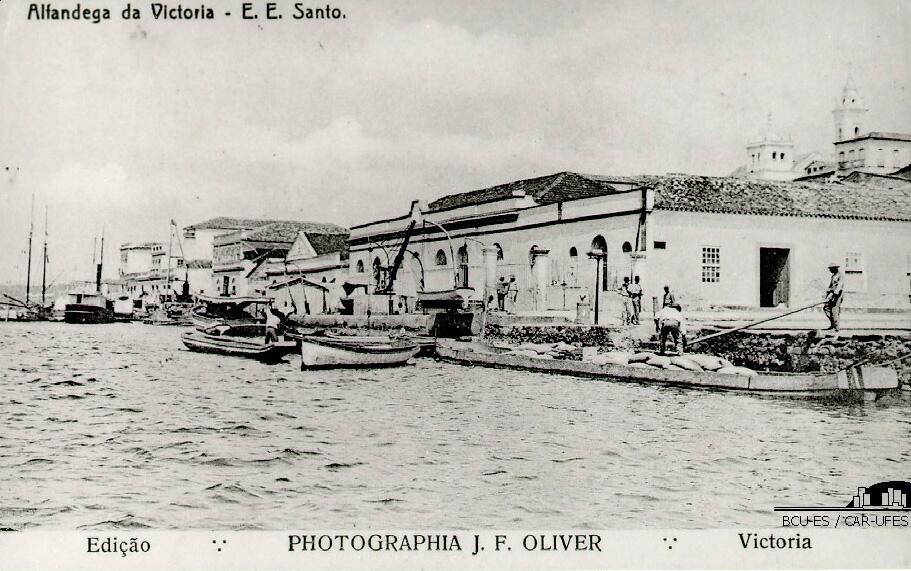 Alfandega da Victoria - E. E. Santo.
BCU-ES / CAR-UFES
Edição ∵ PHOTOGRAPHIA J. F. OLIVER ∵ Victoria